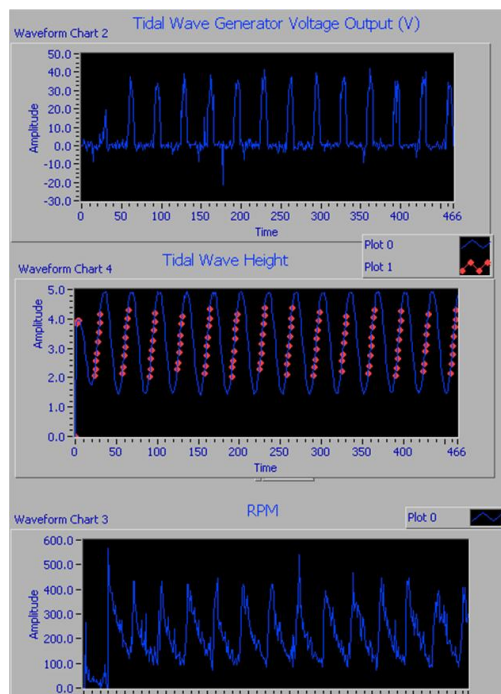 Tidal Wave Generator Voltage Output (V)
Waveform Chart 2
50.0
40.0
30.0
20.0
10.0
0.0
-10.0
-20.0
-30.0
Amplitude
0 50 100 150 200 250 300 350 400 466
Time
Plot 0
Plot 1
Tidal Wave Height
Waveform Chart 4
5.0
4.0
3.0
2.0
1.0
0.0
Amplitude
0 50 100 150 200 250 300 350 400 466
Time
RPM
Waveform Chart 3
Plot 0
600.0
500.0
400.0
300.0
200.0
100.0
0.0
Amplitude